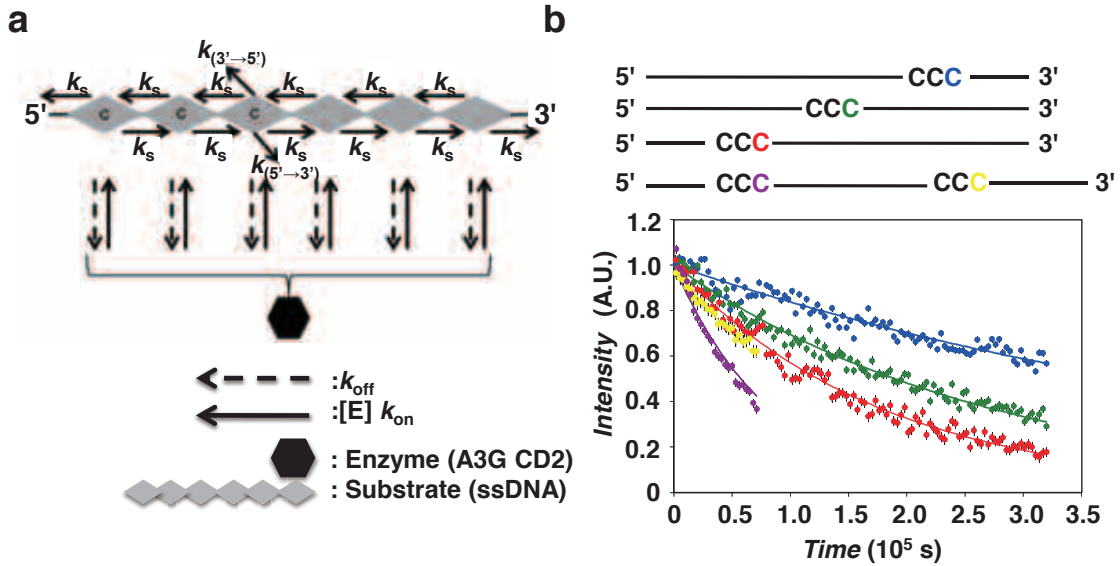 a
k(3'→5')
ks ks ks ks ks ks
5' C C C 3'
ks ks ks ks ks ks
k(5'→3')
:koff
:[E] kon
: Enzyme (A3G CD2)
: Substrate (ssDNA)
b
5' CCC 3'
5' CCC 3'
5' CCC 3'
5' CCC CCC 3'
Intensity (A.U.)
1.2
1.0
0.8
0.6
0.4
0.2
0
0 0.5 1.0 1.5 2.0 2.5 3.0 3.5
Time (10⁵ s)